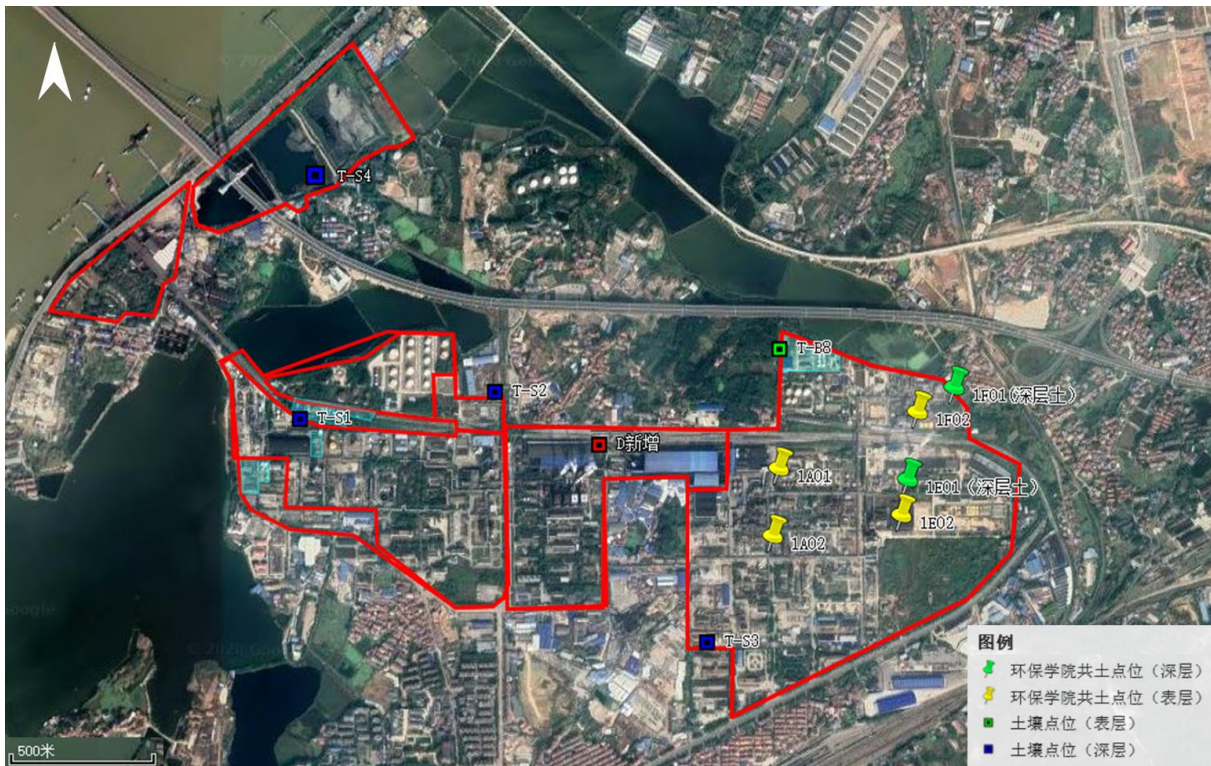 T-S4
T-B8
1F01(深层土)
T-S2
1F02
T-S1
D新增
1A01
1E01(深层土)
1E02
1A02
T-S3
图例
环保学院共土点位（深层）
环保学院共土点位（表层）
土壤点位（表层）
土壤点位（深层）
500米